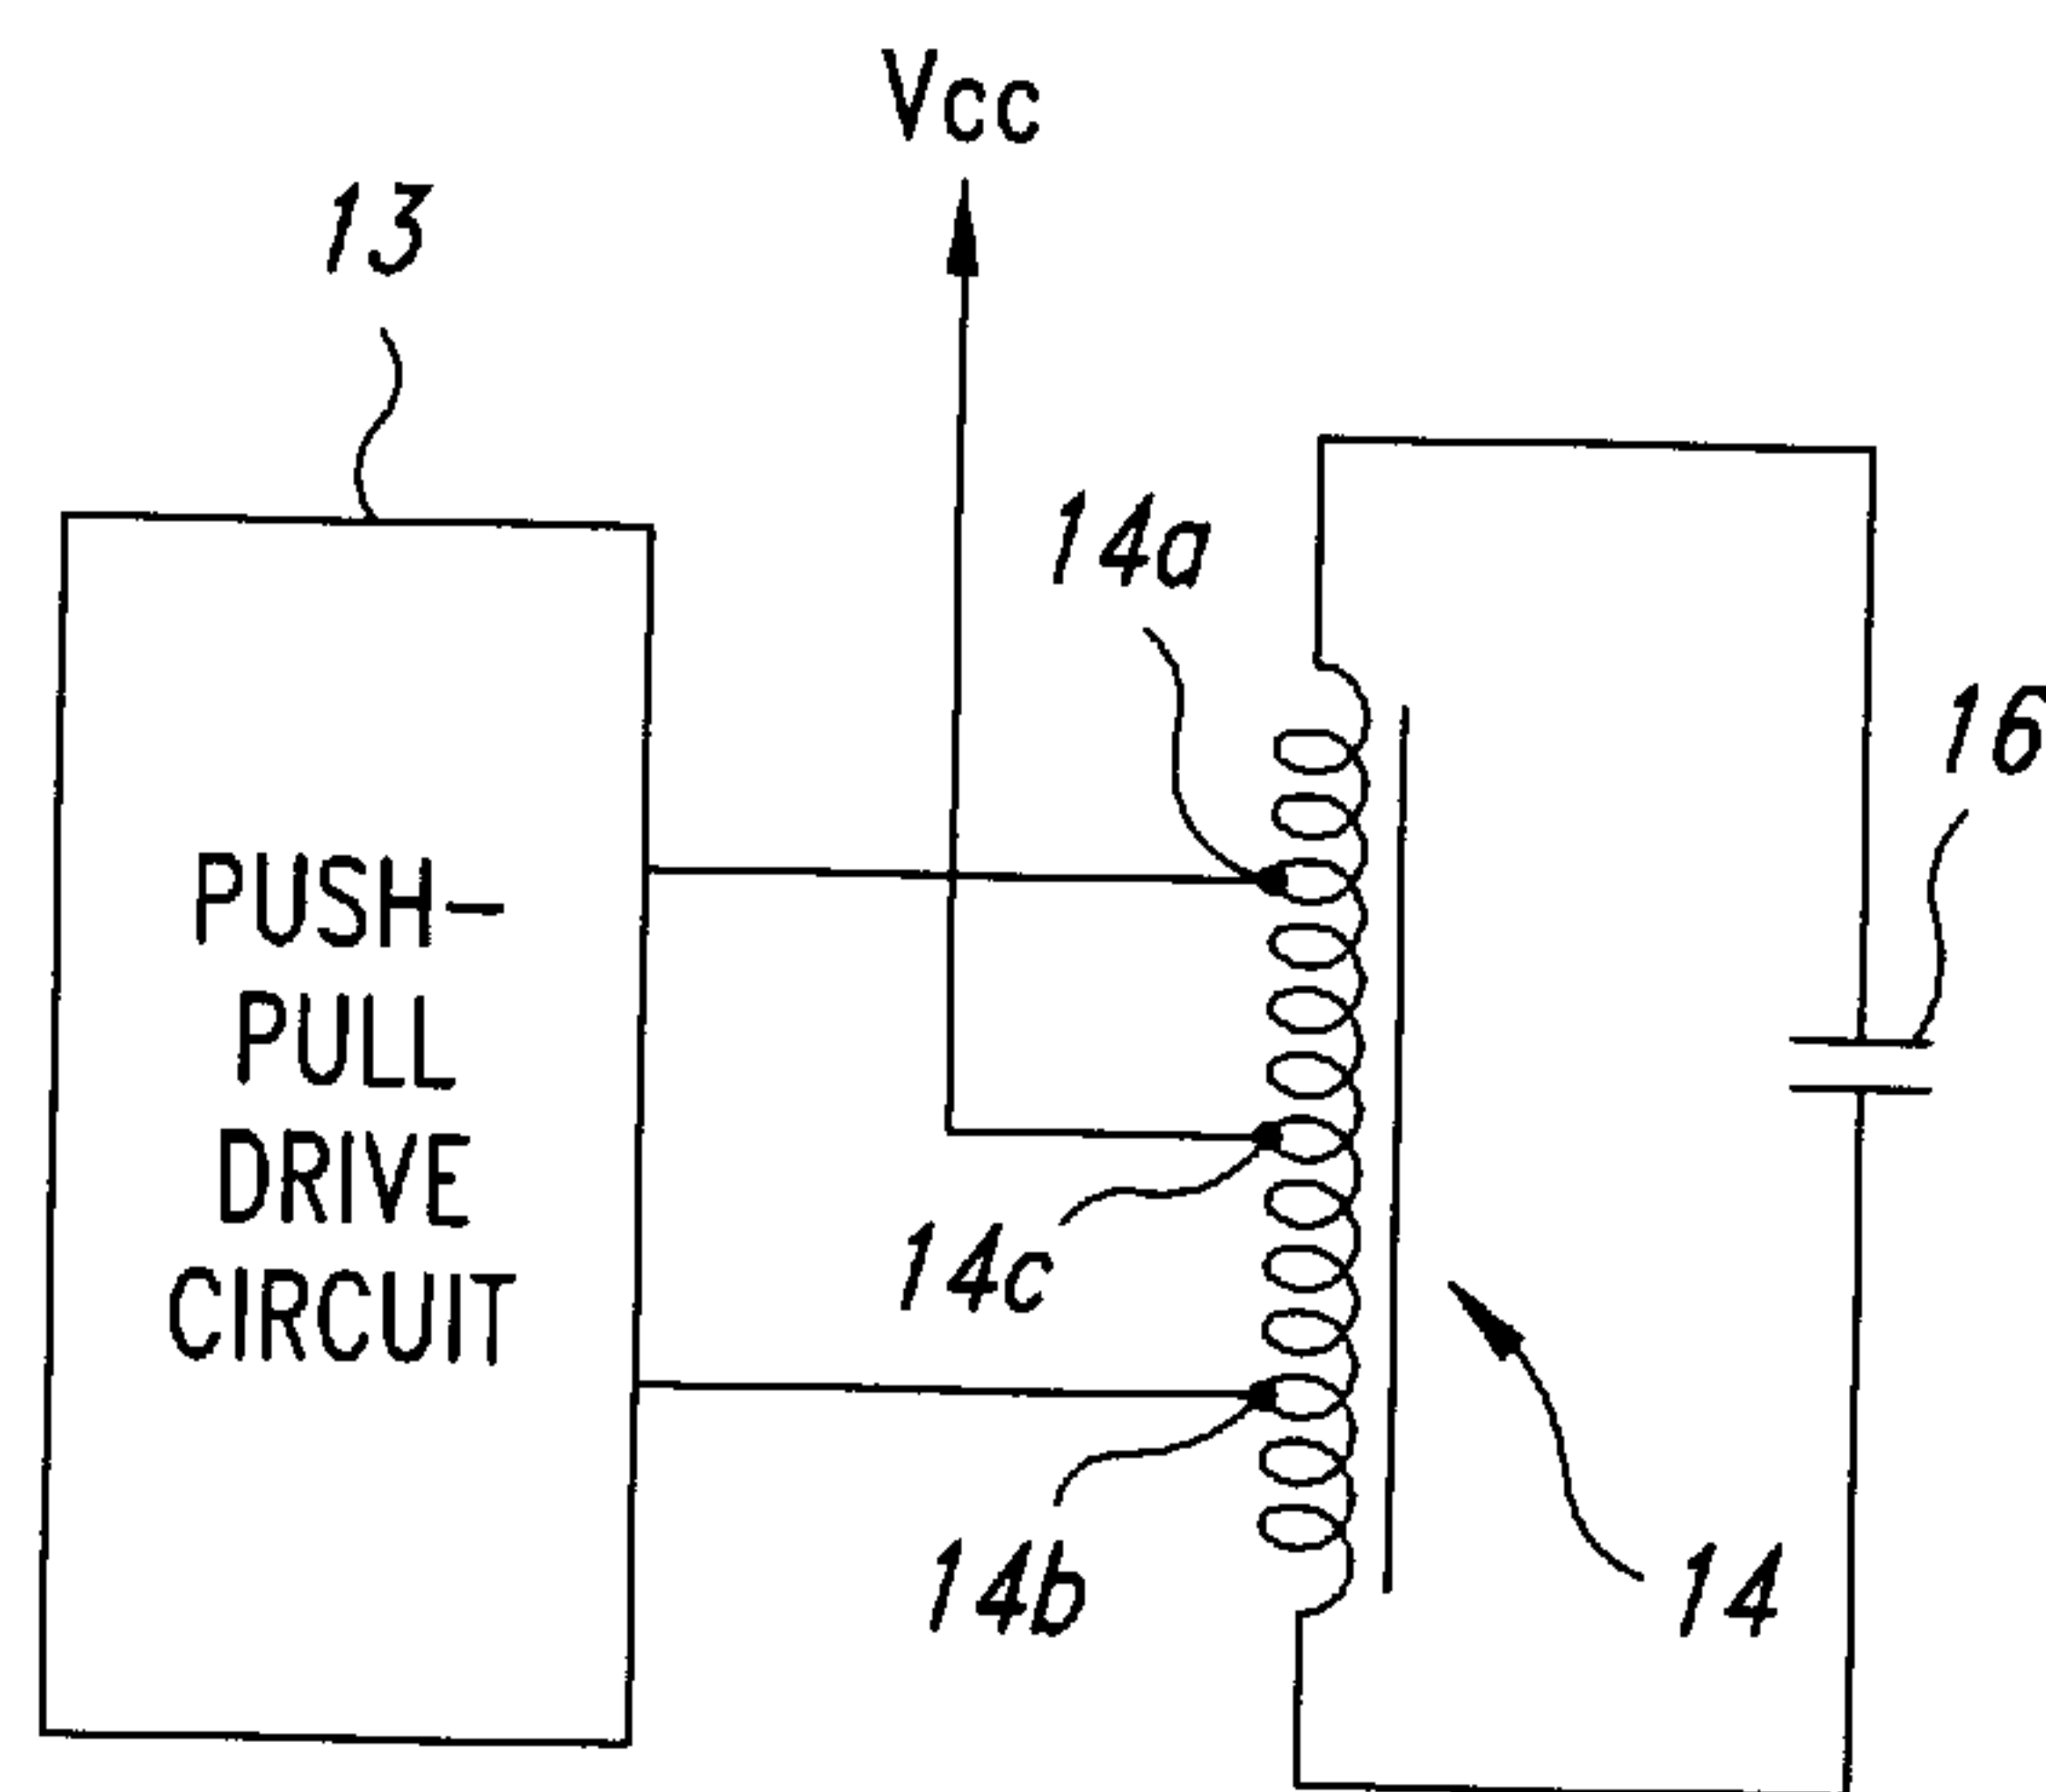 Vcc
13
14a
16
PUSH-
PULL
DRIVE
CIRCUIT
14c
14b
14